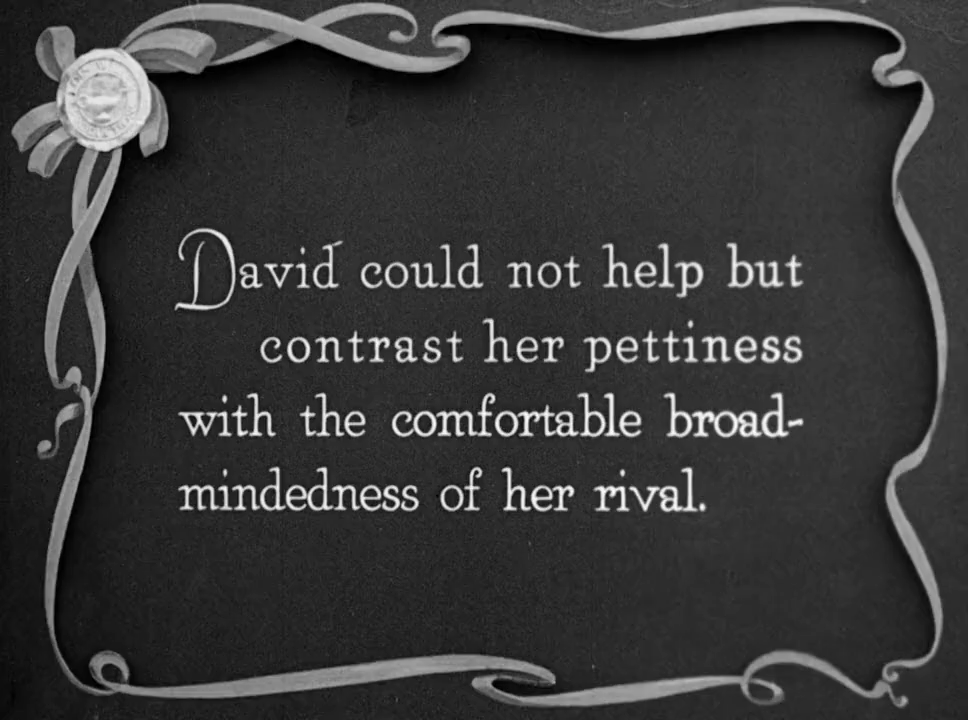 David could not help but
contrast her pettiness
with the comfortable broad-
mindedness of her rival.